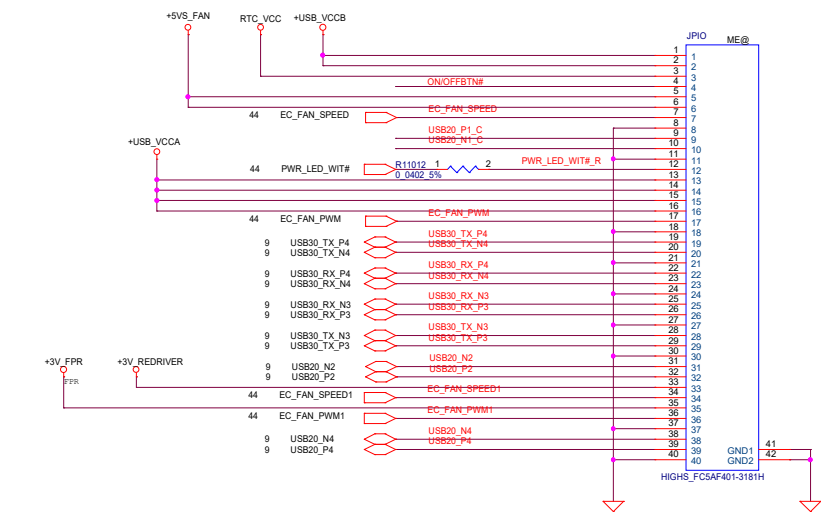 +5VS_FAN
RTC_VCC
+USB_VCCB
JPIO
ME@
1 1
2 2
3 3
ON/OFFBTN# 4 4
5 5
6 6
44 EC_FAN_SPEED EC_FAN_SPEED 7 7
8 8
USB20_P1_C 9 9
USB20_N1_C 10 10
+USB_VCCA
11 11
44 PWR_LED_WIT# R11012 1 2 PWR_LED_WIT#_R 12 12
0_0402_5%
13 13
14 14
15 15
16 16
44 EC_FAN_PWM EC_FAN_PWM 17 17
18 18
9 USB30_TX_P4 USB30_TX_P4 19 19
9 USB30_TX_N4 USB30_TX_N4 20 20
21 21
9 USB30_RX_P4 USB30_RX_P4 22 22
9 USB30_RX_N4 USB30_RX_N4 23 23
24 24
9 USB30_RX_N3 USB30_RX_N3 25 25
9 USB30_RX_P3 USB30_RX_P3 26 26
27 27
9 USB30_TX_N3 USB30_TX_N3 28 28
9 USB30_TX_P3 USB30_TX_P3 29 29
30 30
+3V_FPR
+3V_REDRIVER
9 USB20_N2 USB20_N2 31 31
9 USB20_P2 USB20_P2 32 32
FPR
33 33
44 EC_FAN_SPEED1 EC_FAN_SPEED1 34 34
35 35
44 EC_FAN_PWM1 EC_FAN_PWM1 36 36
37 37
9 USB20_N4 USB20_N4 38 38
9 USB20_P4 USB20_P4 39 39
40 40
GND1 41
GND2 42
HIGHS_FC5AF401-3181H